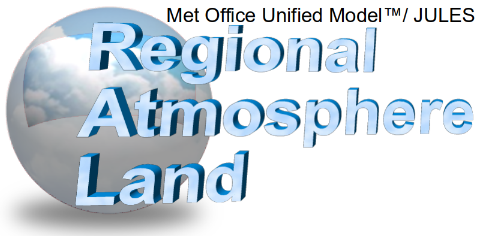 Met Office Unified Model™/ JULES
Regional
Atmosphere
Land